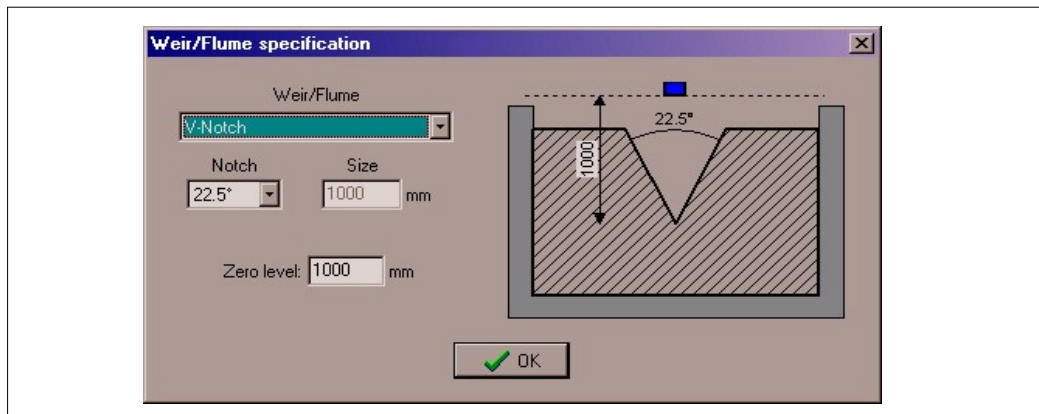 Weir/Flume specification
Weir/Flume
V-Notch
Notch
Size
22.5°
1000
mm
Zero level:
1000
mm
22.5°
1000
OK